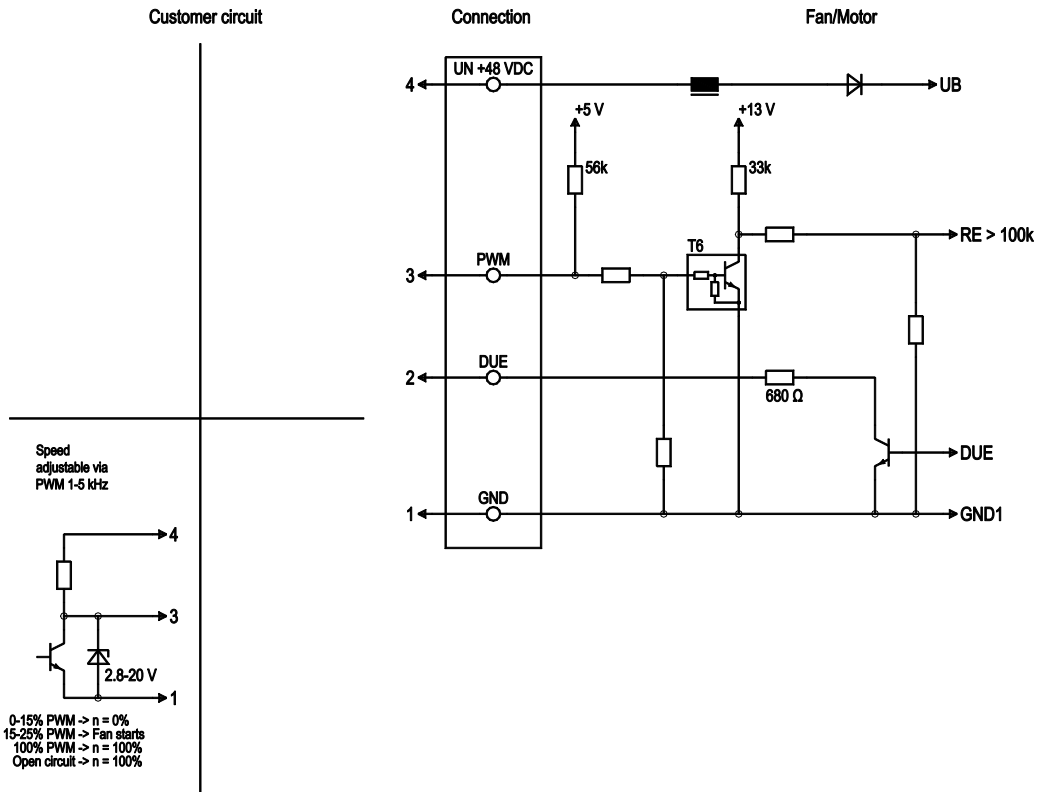 Customer circuit
Connection
Fan/Motor
UN +48 VDC
4
UB
+5 V
+13 V
56k
33k
RE > 100k
T6
PWM
3
DUE
2
680 Ω
DUE
GND
1
GND1
Speed
adjustable via
PWM 1-5 kHz
4
3
2.8-20 V
1
0-15% PWM -> n = 0%
15-25% PWM -> Fan starts
100% PWM -> n = 100%
Open circuit -> n = 100%